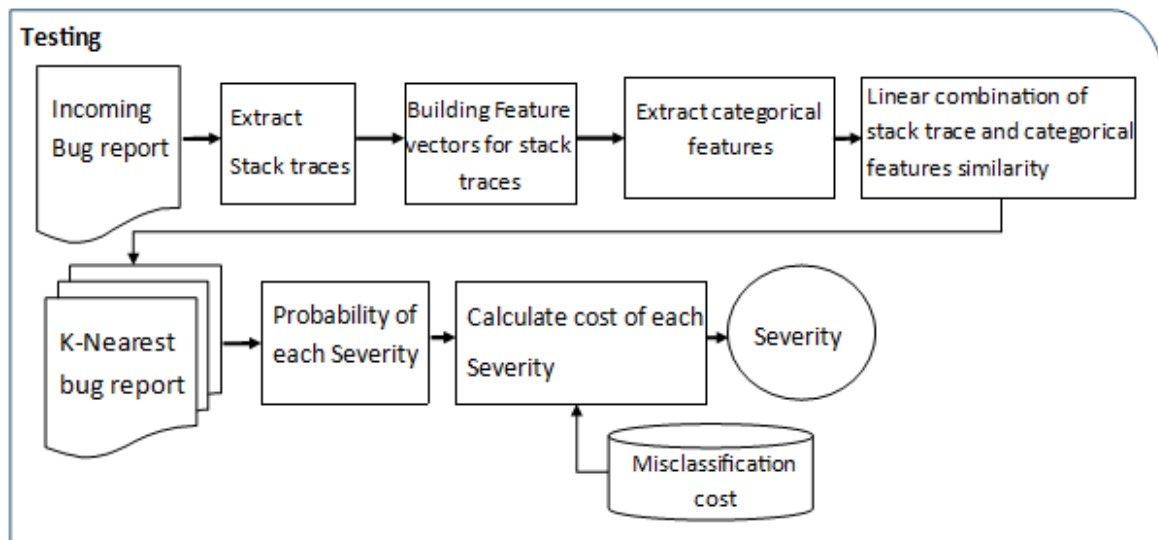 Testing
Incoming
Bug report
Extract
Stack traces
Building Feature
vectors for stack
traces
Extract categorical
features
Linear combination of
stack trace and categorical
features similarity
K-Nearest
bug report
Probability of
each Severity
Calculate cost of each
Severity
Severity
Misclassification
cost